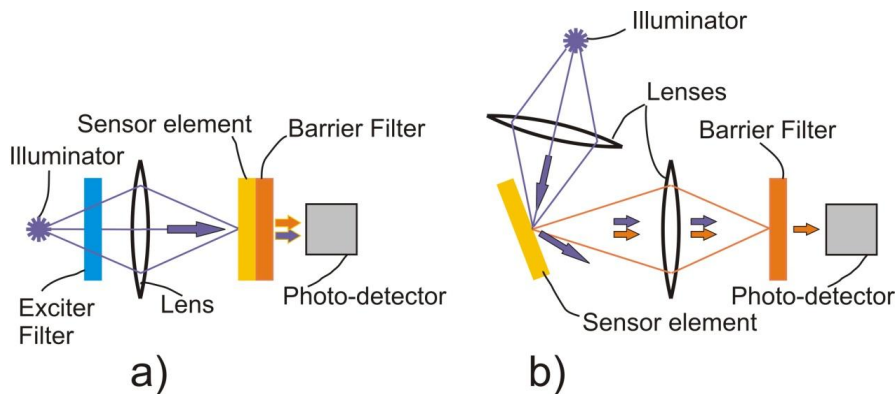 Illuminator
Sensor element
Barrier Filter
Exciter
Filter
Lens
Photo-detector
a)
Illuminator
Lenses
Barrier Filter
Photo-detector
Sensor element
b)